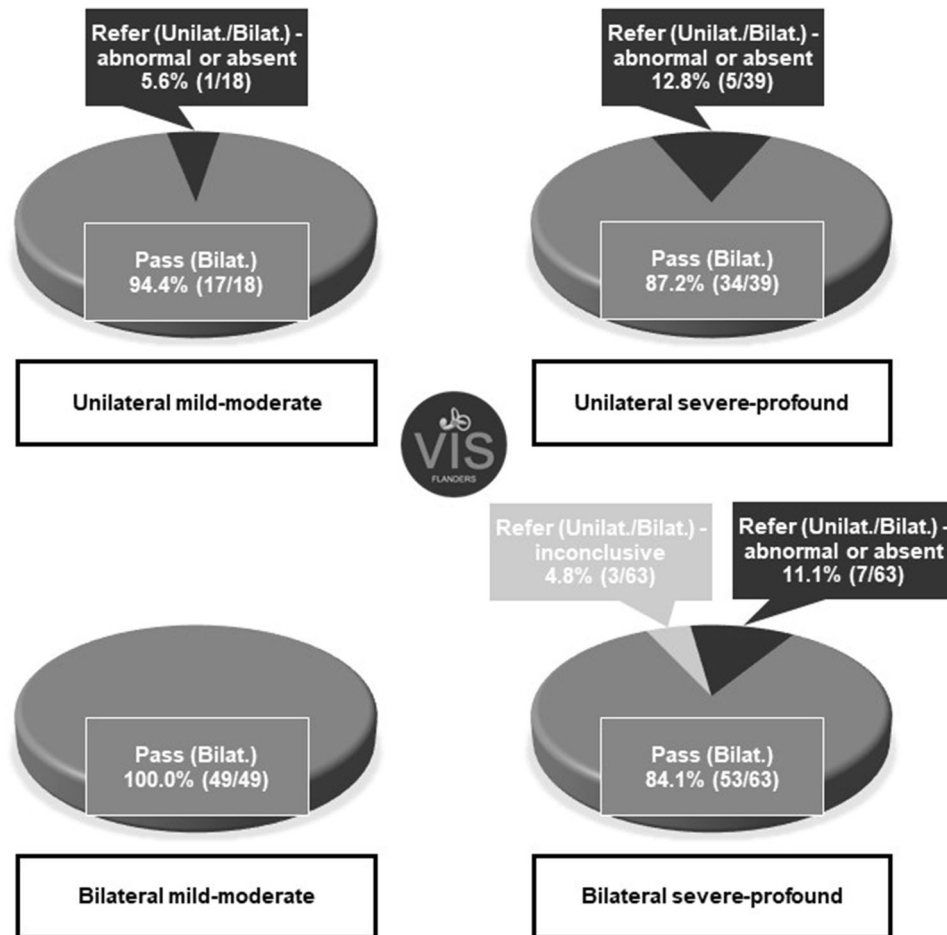 Refer (Unilat./Bilat.) -
abnormal or absent
5.6% (1/18)
Pass (Bilat.)
94.4% (17/18)
Unilateral mild-moderate
Refer (Unilat./Bilat.) -
abnormal or absent
12.8% (5/39)
Pass (Bilat.)
87.2% (34/39)
Unilateral severe-profound
VIS
FLANDERS
Pass (Bilat.)
100.0% (49/49)
Bilateral mild-moderate
Refer (Unilat./Bilat.) -
inconclusive
4.8% (3/63)
Refer (Unilat./Bilat.) -
abnormal or absent
11.1% (7/63)
Pass (Bilat.)
84.1% (53/63)
Bilateral severe-profound